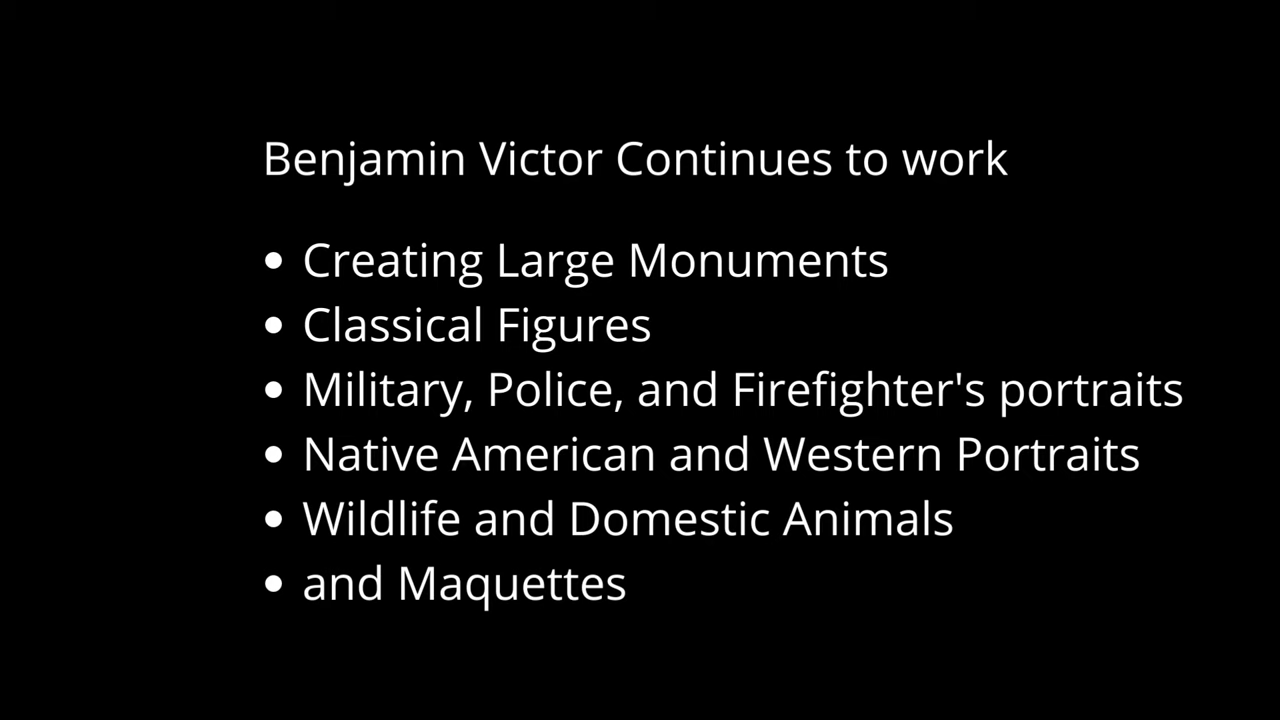 Benjamin Victor Continues to work
• Creating Large Monuments
• Classical Figures
• Military, Police, and Firefighter's portraits
• Native American and Western Portraits
• Wildlife and Domestic Animals
• and Maquettes